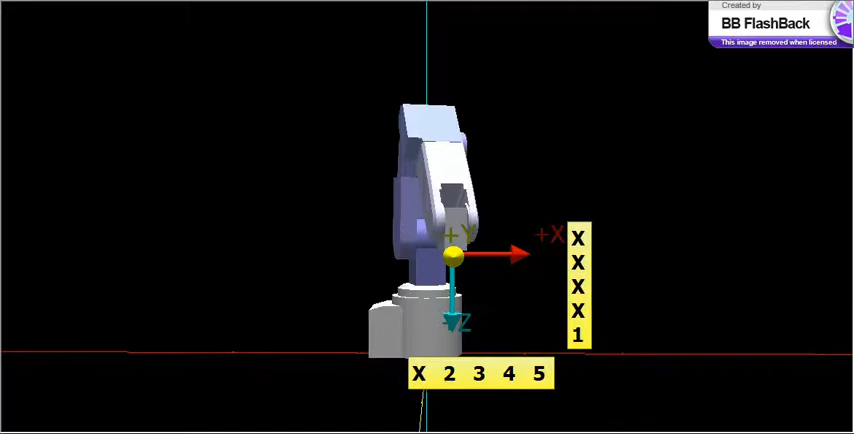 Created by
BB FlashBack
This image removed when licensed
+Y
+X
X
X
X
X
1
+Z
X 2 3 4 5